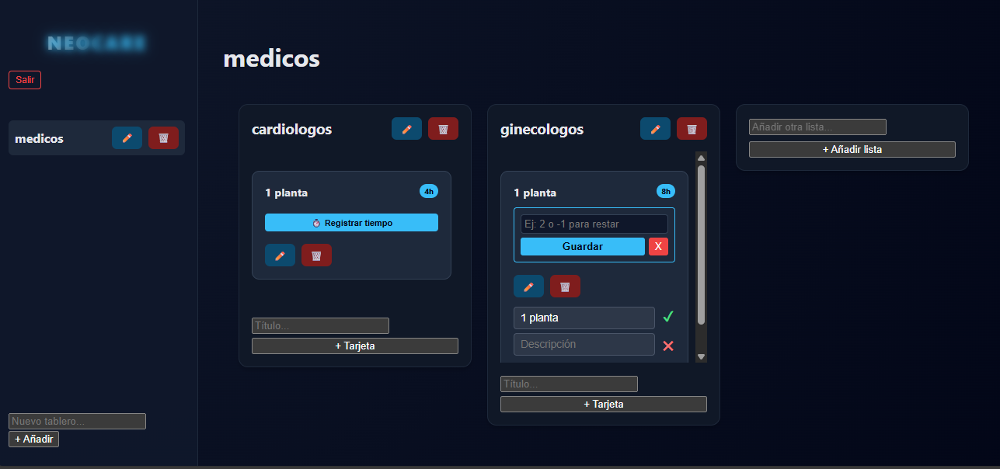 NEOCARE
Salir
medicos
Nuevo tablero...
+ Añadir
medicos
cardiologos
1 planta
4h
Registrar tiempo
Título...
+ Tarjeta
ginecologos
1 planta
8h
Ej: 2 o -1 para restar
Guardar
X
1 planta
Descripción
Título...
+ Tarjeta
Añadir otra lista...
+ Añadir lista